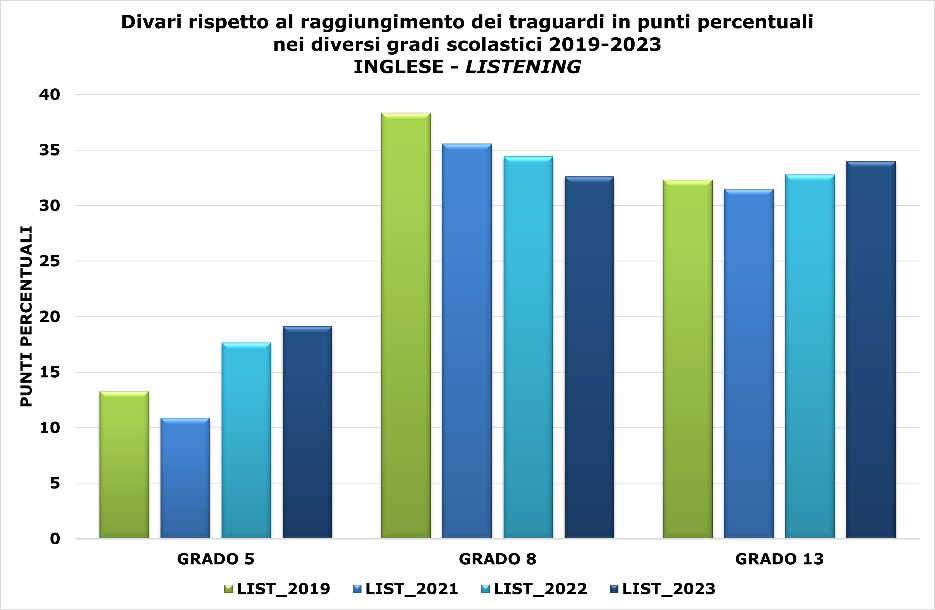 Divari rispetto al raggiungimento dei traguardi in punti percentuali
nei diversi gradi scolastici 2019-2023
INGLESE - LISTENING
PUNTI PERCENTUALI
40
35
30
25
20
15
10
5
0
GRADO 5 GRADO 8 GRADO 13
LIST_2019 LIST_2021 LIST_2022 LIST_2023